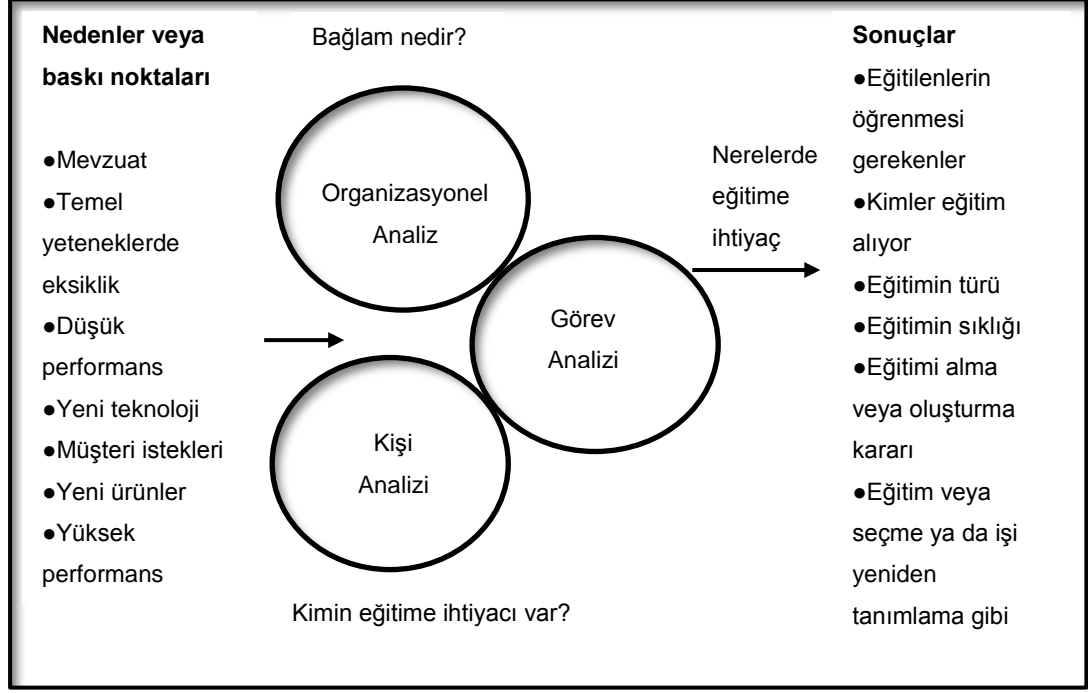 Nedenler veya
baskı noktaları
●Mevzuat
●Temel
yeteneklerde
eksiklik
●Düşük
performans
●Yeni teknoloji
●Müşteri istekleri
●Yeni ürünler
●Yüksek
performans
Bağlam nedir?
Organizasyonel
Analiz
Görev
Analizi
Kişi
Analizi
Kimin eğitime ihtiyacı var?
Nerelerde
eğitime
ihtiyaç
Sonuçlar
●Eğitilenlerin
öğrenmesi
gerekenler
●Kimler eğitim
alıyor
●Eğitimin türü
●Eğitimin sıklığı
●Eğitimi alma
veya oluşturma
kararı
●Eğitim veya
seçme ya da işi
yeniden
tanımlama gibi